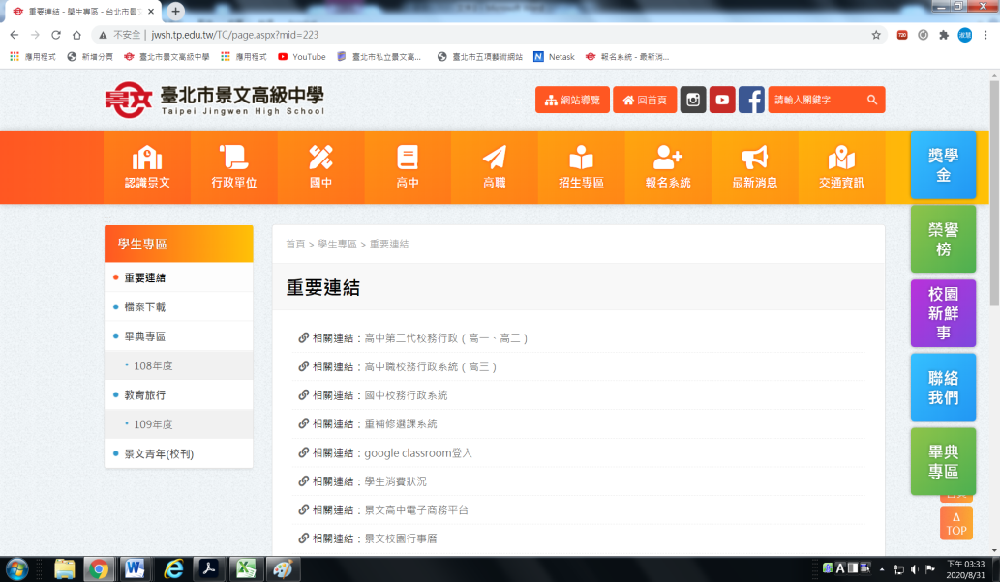 重要連結 - 學生專區 - 台北市景
不安全 | jwsh.tp.edu.tw/TC/page.aspx?mid=223
應用程式 新增分頁 臺北市景文高級中學 應用程式 YouTube 臺北市私立景文高... 臺北市五項藝術網站 Netask 報名系統 - 最新消...
臺北市景文高級中學
Taipei Jingwen High School
網站導覽 回首頁 請輸入關鍵字
認識景文 行政單位 國中 高中 高職 招生專區 報名系統 最新消息 交通資訊
獎學金
榮譽榜
校園新鮮事
聯絡我們
畢典專區
TOP
學生專區
重要連結
檔案下載
畢典專區
108年度
教育旅行
109年度
景文青年(校刊)
首頁 > 學生專區 > 重要連結
重要連結
相關連結：高中第二代校務行政（高一、高二）
相關連結：高中職校務行政系統（高三）
相關連結：國中校務行政系統
相關連結：重補修選課系統
相關連結：google classroom登入
相關連結：學生消費狀況
相關連結：景文高中電子商務平台
相關連結：景文校園行事曆
下午 03:33
2020/8/31